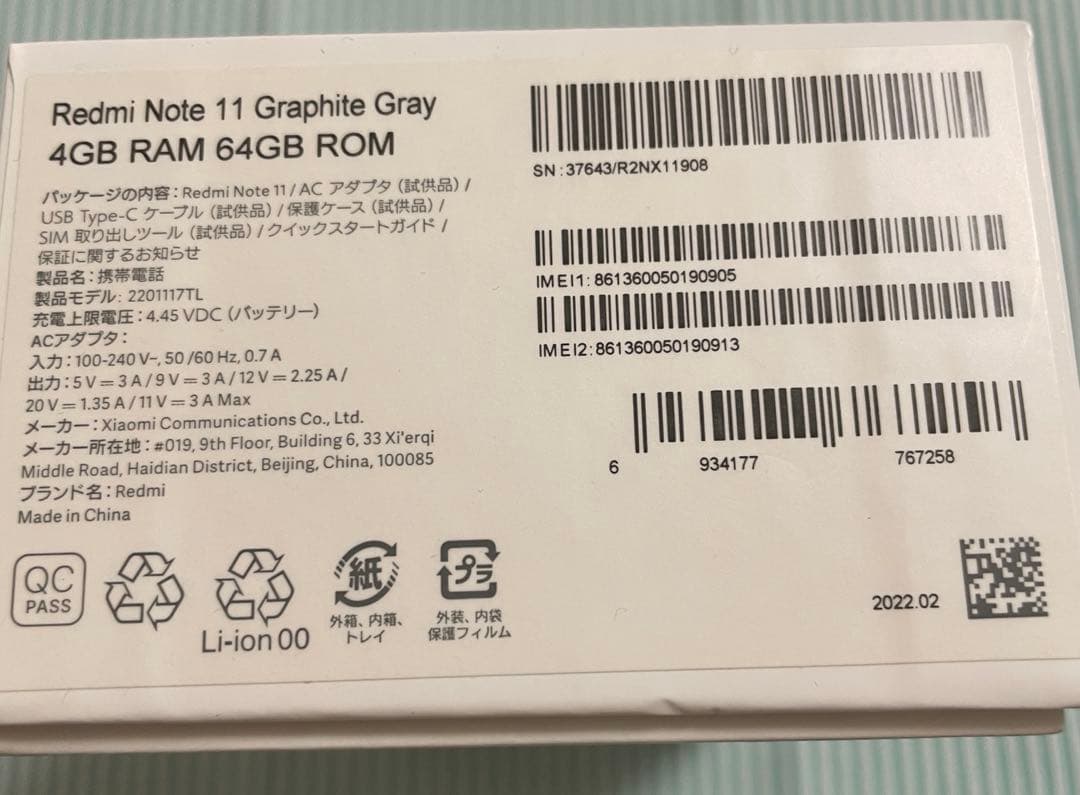 Redmi Note 11 Graphite Gray
4GB RAM 64GB ROM
パッケージの内容：Redmi Note 11 / AC アダプタ（試供品）/
USB Type-C ケーブル（試供品）/ 保護ケース（試供品）/
SIM 取り出しツール（試供品）/ クイックスタートガイド /
保証に関するお知らせ
製品名：携帯電話
製品モデル: 2201117TL
充電上限電圧：4.45 VDC（バッテリー）
ACアダプタ：
入力：100-240 V~, 50 /60 Hz, 0.7 A
出力：5 V⎓3 A / 9 V⎓3 A / 12 V⎓2.25 A /
20 V⎓1.35 A / 11 V⎓3 A Max
メーカー：Xiaomi Communications Co., Ltd.
メーカー所在地：#019, 9th Floor, Building 6, 33 Xi'erqi
Middle Road, Haidian District, Beijing, China, 100085
ブランド名：Redmi
Made in China
QC
PASS
Li-ion 00
紙
外箱、内箱、
トレイ
プラ
外装、内袋
保護フィルム
SN : 37643/R2NX11908
IMEI1: 861360050190905
IMEI2: 861360050190913
6 934177 767258
2022.02